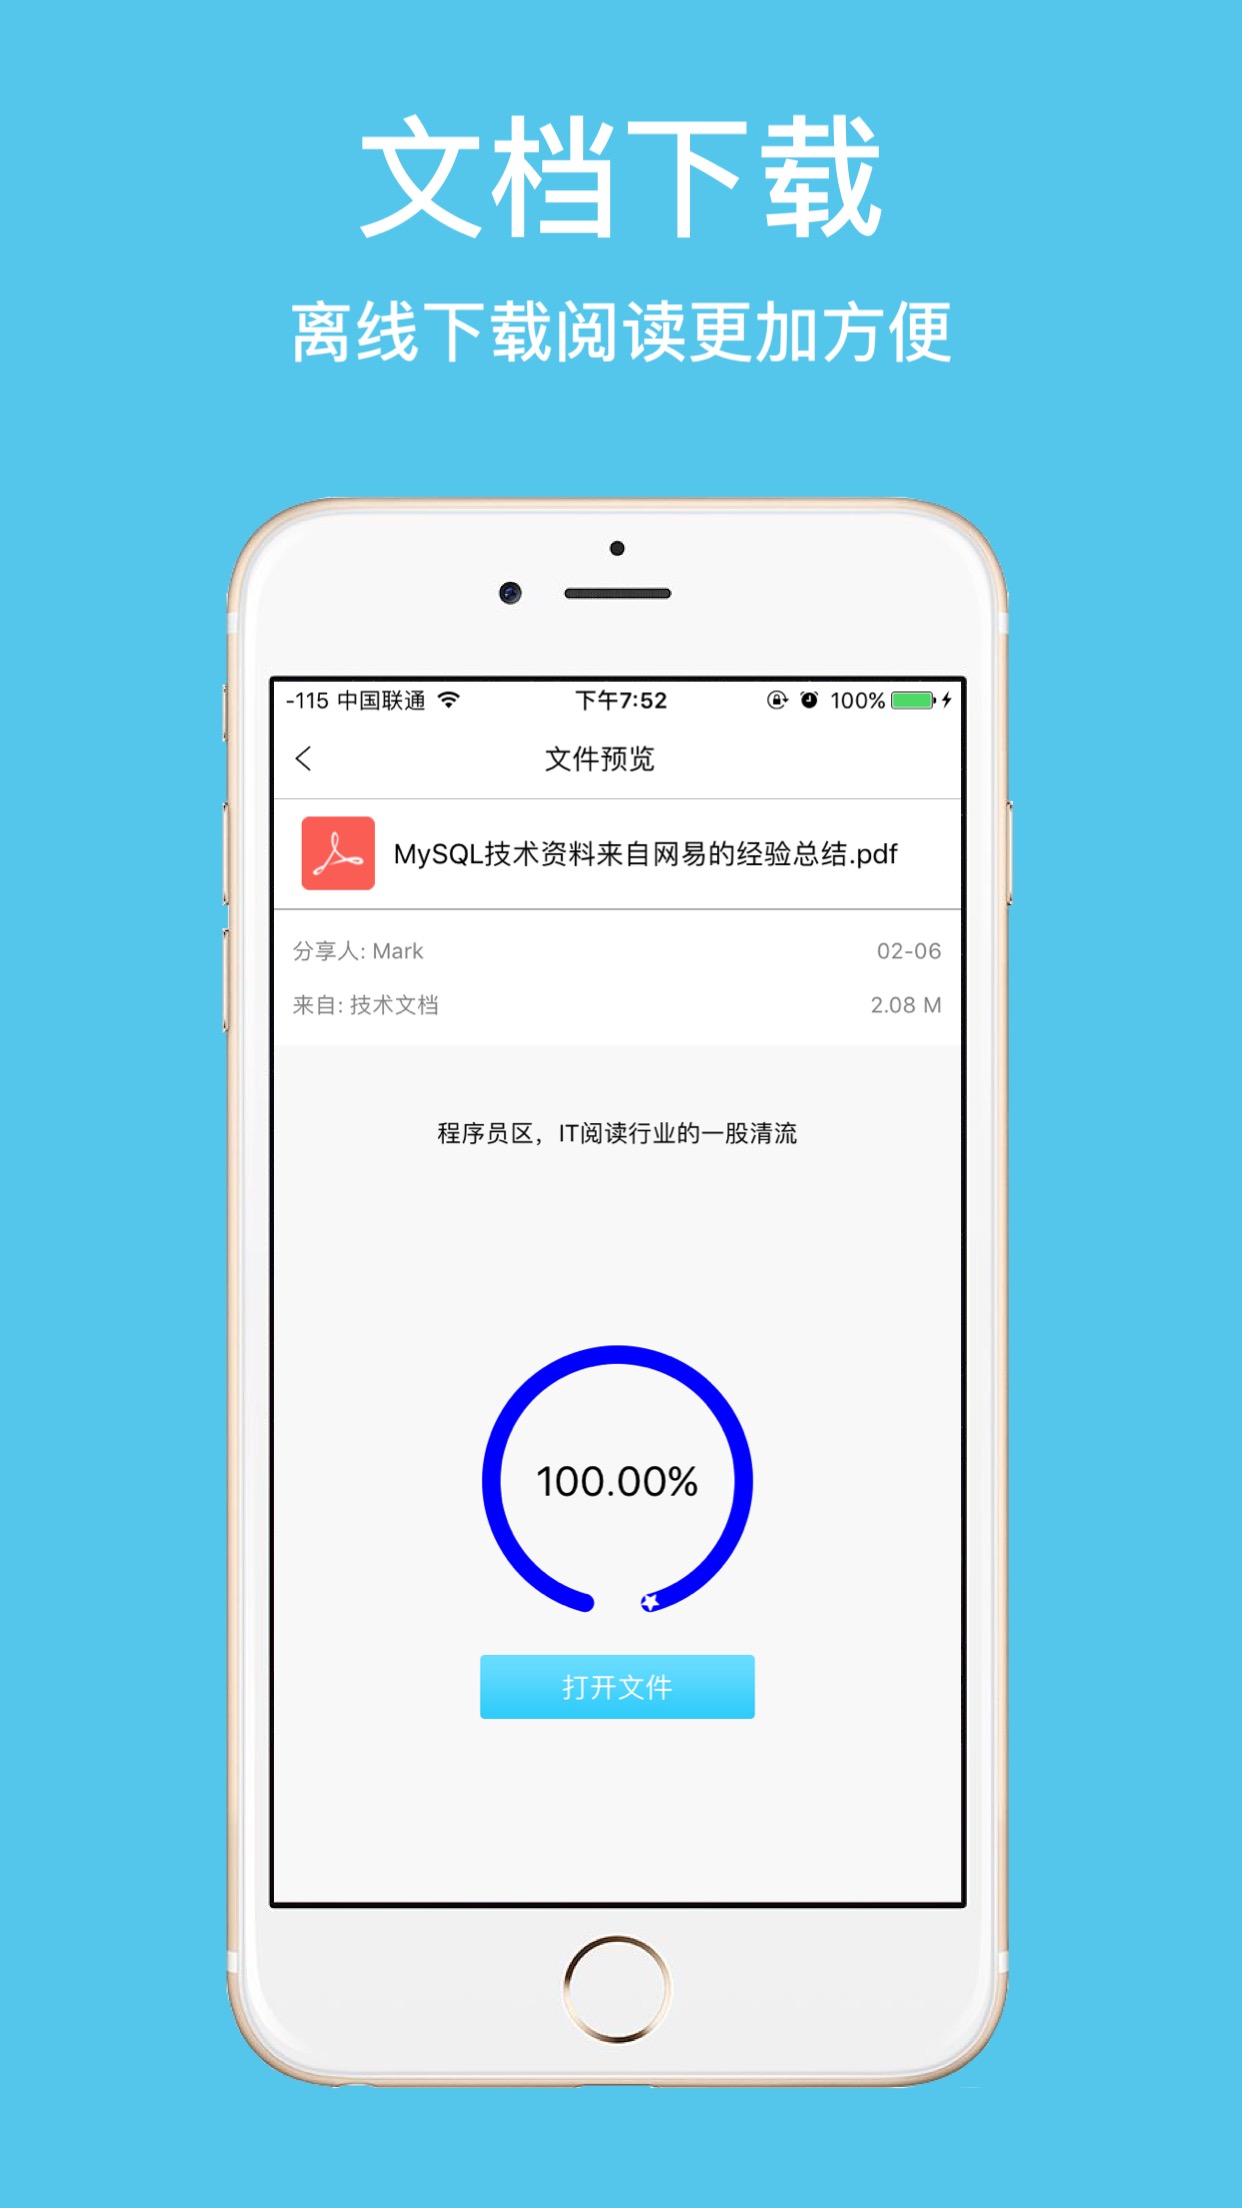 文档下载
离线下载阅读更加方便
-115 中国联通 下午7:52 100%
文件预览
MySQL技术资料来自网易的经验总结.pdf
分享人: Mark 02-06
来自: 技术文档 2.08 M
程序员区，IT阅读行业的一股清流
100.00%
打开文件